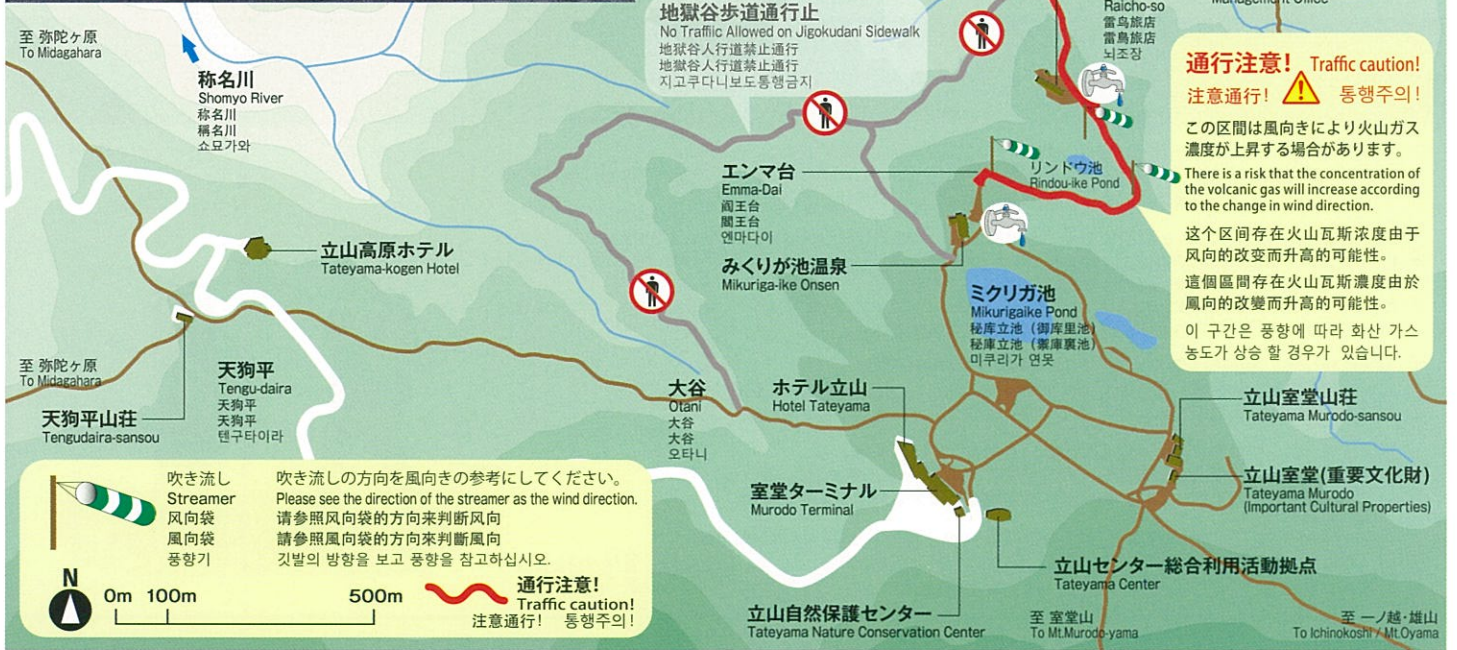 地獄谷歩道通行止
No Traffiic Allowed on Jigokudani Sidewalk
地狱谷人行道禁止通行
地獄谷人行道禁止通行
지고쿠다니보도통행금지
Raicho-so
雷鸟旅店
雷鳥旅店
뇌조장
至 弥陀ヶ原
To Midagahara
称名川
Shomyo River
称名川
稱名川
쇼묘가와
通行注意! Traffic caution!
注意通行! 통행주의!
この区間は風向きにより火山ガス
濃度が上昇する場合があります。
There is a risk that the concentration of
the volcanic gas will increase according
to the change in wind direction.
这个区间存在火山瓦斯浓度由于
风向的改变而升高的可能性。
這個區間存在火山瓦斯濃度由於
風向的改變而升高的可能性。
이 구간은 풍향에 따라 화산 가스
농도가 상승 할 경우가 있습니다.
エンマ台
Emma-Dai
阎王台
閻王台
엔마다이
リンドウ池
Rindou-ike Pond
みくりが池温泉
Mikuriga-ike Onsen
立山高原ホテル
Tateyama-kogen Hotel
ミクリガ池
Mikurigaike Pond
秘库立池（御库里池）
秘庫立池（禦庫裏池）
미쿠리가 연못
至 弥陀ヶ原
To Midagahara
天狗平
Tengu-daira
天狗平
天狗平
텐구타이라
天狗平山荘
Tengudaira-sansou
大谷
Otani
大谷
大谷
오타니
ホテル立山
Hotel Tateyama
立山室堂山荘
Tateyama Murodo-sansou
立山室堂(重要文化財)
Tateyama Murodo
(Important Cultural Properties)
室堂ターミナル
Murodo Terminal
立山センター総合利用活動拠点
Tateyama Center
立山自然保護センター
Tateyama Nature Conservation Center
至 室堂山
To Mt.Murodo-yama
至 一ノ越・雄山
To Ichinokoshi / Mt.Oyama
吹き流し 吹き流しの方向を風向きの参考にしてください。
Streamer Please see the direction of the streamer as the wind direction.
风向袋 请参照风向袋的方向来判断风向
風向袋 請參照風向袋的方向來判斷風向
풍향기 깃발의 방향을 보고 풍향을 참고하십시오.
N
0m 100m 500m
通行注意!
Traffic caution!
注意通行! 통행주의!